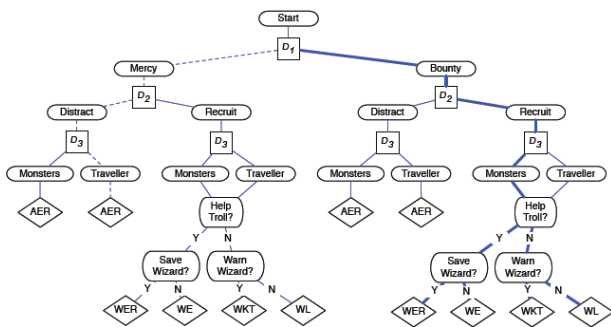 Start
D1
Mercy
Bounty
D2
D2
Distract
Recruit
Distract
Recruit
D3
D3
D3
D3
Monsters
Traveller
Monsters
Traveller
Monsters
Traveller
Monsters
Traveller
AER
AER
Help
Troll?
AER
AER
Help
Troll?
Y
N
Y
N
Save
Wizard?
Warn
Wizard?
Save
Wizard?
Warn
Wizard?
Y
N
Y
N
Y
N
Y
N
WER
WE
WKT
WL
WER
WE
WKT
WL